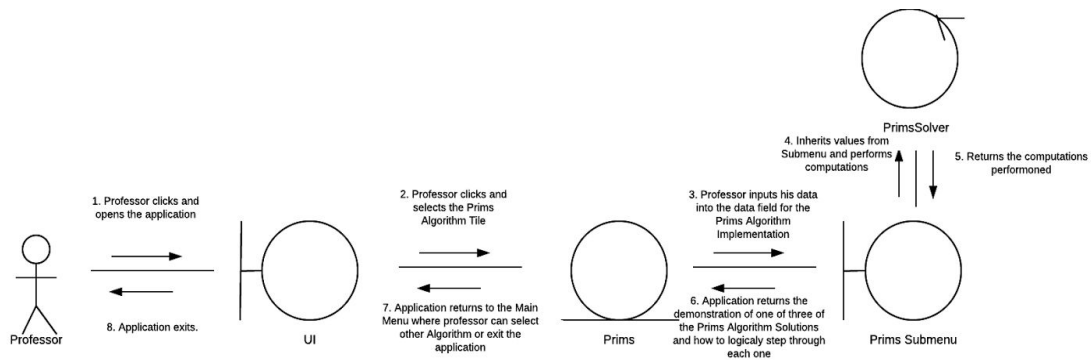 PrimsSolver
4. Inherits values from
Submenu and performs
computations
5. Returns the computations
performoned
1. Professor clicks and
opens the application
2. Professor clicks and
selects the Prims
Algorithm Tile
3. Professor inputs his data
into the data field for the
Prims Algorithm
Implementation
8. Application exits.
7. Application returns to the Main
Menu where professor can select
other Algorithm or exit the
application
6. Application returns the
demonstration of one of three of
the Prims Algorithm Solutions
and how to logicaly step through
each one
Professor
UI
Prims
Prims Submenu